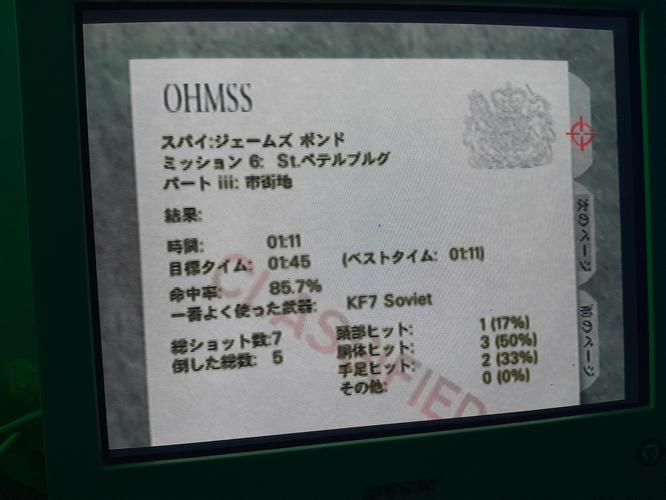 OHMSS
スパイ:ジェームズ ボンド
ミッション 6: St.ペテルブルグ
パート iii: 市街地
結果:
時間: 01:11
目標タイム: 01:45 (ベストタイム: 01:11)
命中率: 85.7%
一番よく使った武器: KF7 Soviet
総ショット数:7
倒した総数: 5
頭部ヒット: 1 (17%)
胴体ヒット: 3 (50%)
手足ヒット: 2 (33%)
その他: 0 (0%)
CLASSIFIED
次のページ
前のページ